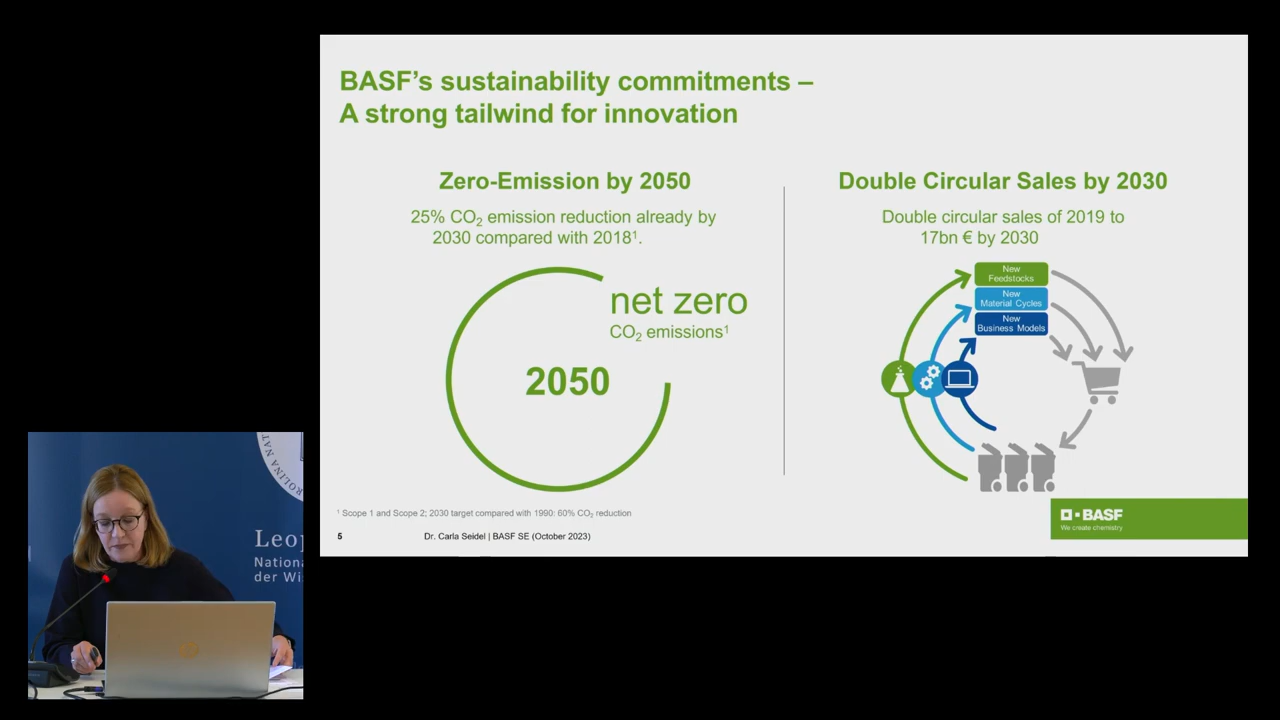 BASF's sustainability commitments –
A strong tailwind for innovation
Zero-Emission by 2050
25% CO₂ emission reduction already by
2030 compared with 2018¹.
net zero
CO₂ emissions¹
2050
Double Circular Sales by 2030
Double circular sales of 2019 to
17bn € by 2030
New
Feedstocks
New
Material Cycles
New
Business Models
¹ Scope 1 and Scope 2; 2030 target compared with 1990: 60% CO₂ reduction
5
Dr. Carla Seidel | BASF SE (October 2023)
BASF
We create chemistry
ROLINA NAT
Leop
Nationa
der Wi